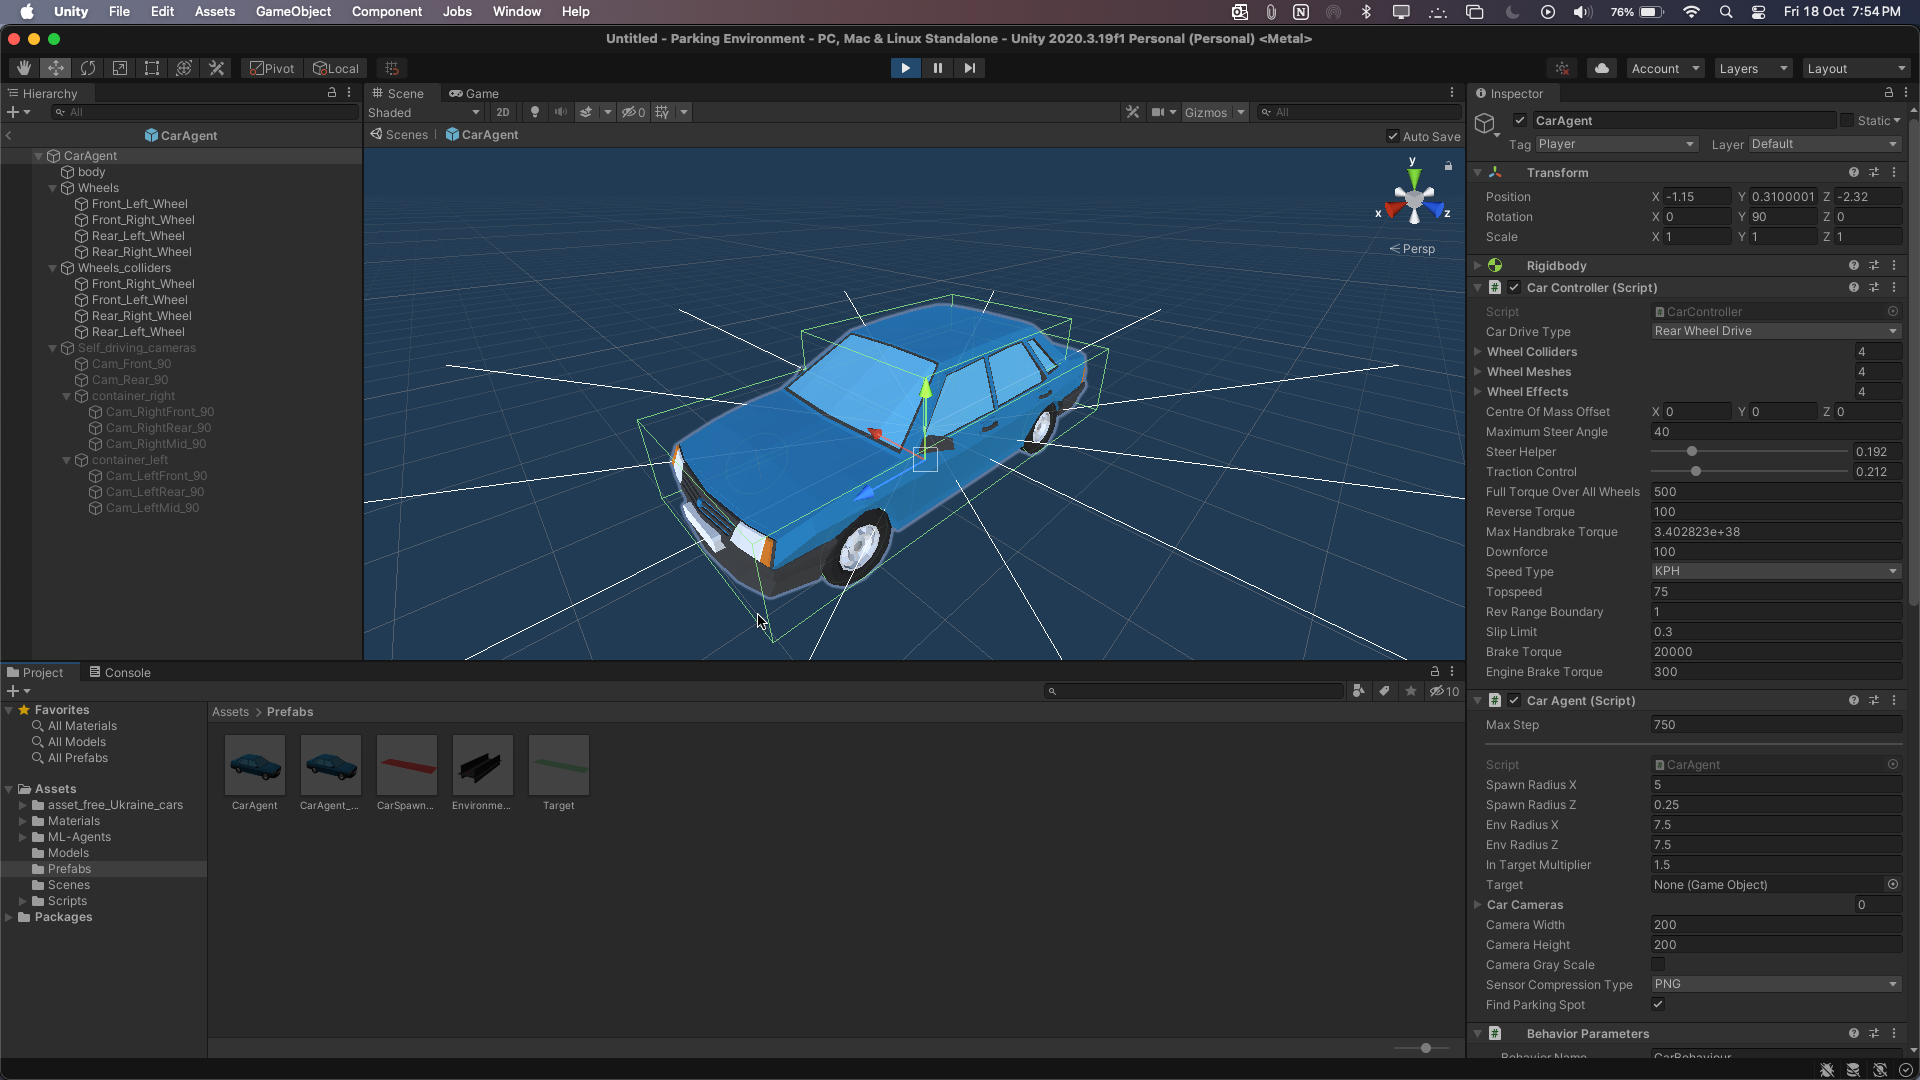 Unity File Edit Assets GameObject Component Jobs Window Help 76% Fri 18 Oct 7:54 PM
Untitled - Parking Environment - PC, Mac & Linux Standalone - Unity 2020.3.19f1 Personal (Personal) <Metal>
Pivot Local Account Layers Layout
Hierarchy
All
CarAgent
CarAgent
body
Wheels
Front_Left_Wheel
Front_Right_Wheel
Rear_Left_Wheel
Rear_Right_Wheel
Wheels_colliders
Front_Right_Wheel
Front_Left_Wheel
Rear_Right_Wheel
Rear_Left_Wheel
Self_driving_cameras
Cam_Front_90
Cam_Rear_90
container_right
Cam_RightFront_90
Cam_RightRear_90
Cam_RightMid_90
container_left
Cam_LeftFront_90
Cam_LeftRear_90
Cam_LeftMid_90
Scene Game
Shaded 2D 0 Gizmos All
Scenes CarAgent Auto Save
y
x z
Persp
Project Console
10
Favorites
All Materials
All Models
All Prefabs
Assets
asset_free_Ukraine_cars
Materials
ML-Agents
Models
Prefabs
Scenes
Scripts
Packages
Assets > Prefabs
CarAgent CarAgent_... CarSpawn... Environme... Target
Inspector
CarAgent Static
Tag Player Layer Default
Transform
Position X -1.15 Y 0.3100001 Z -2.32
Rotation X 0 Y 90 Z 0
Scale X 1 Y 1 Z 1
Rigidbody
Car Controller (Script)
Script CarController
Car Drive Type Rear Wheel Drive
Wheel Colliders 4
Wheel Meshes 4
Wheel Effects 4
Centre Of Mass Offset X 0 Y 0 Z 0
Maximum Steer Angle 40
Steer Helper 0.192
Traction Control 0.212
Full Torque Over All Wheels 500
Reverse Torque 100
Max Handbrake Torque 3.402823e+38
Downforce 100
Speed Type KPH
Topspeed 75
Rev Range Boundary 1
Slip Limit 0.3
Brake Torque 20000
Engine Brake Torque 300
Car Agent (Script)
Max Step 750
Script CarAgent
Spawn Radius X 5
Spawn Radius Z 0.25
Env Radius X 7.5
Env Radius Z 7.5
In Target Multiplier 1.5
Target None (Game Object)
Car Cameras 0
Camera Width 200
Camera Height 200
Camera Gray Scale
Sensor Compression Type PNG
Find Parking Spot
Behavior Parameters
Behavior Name CarBehaviour